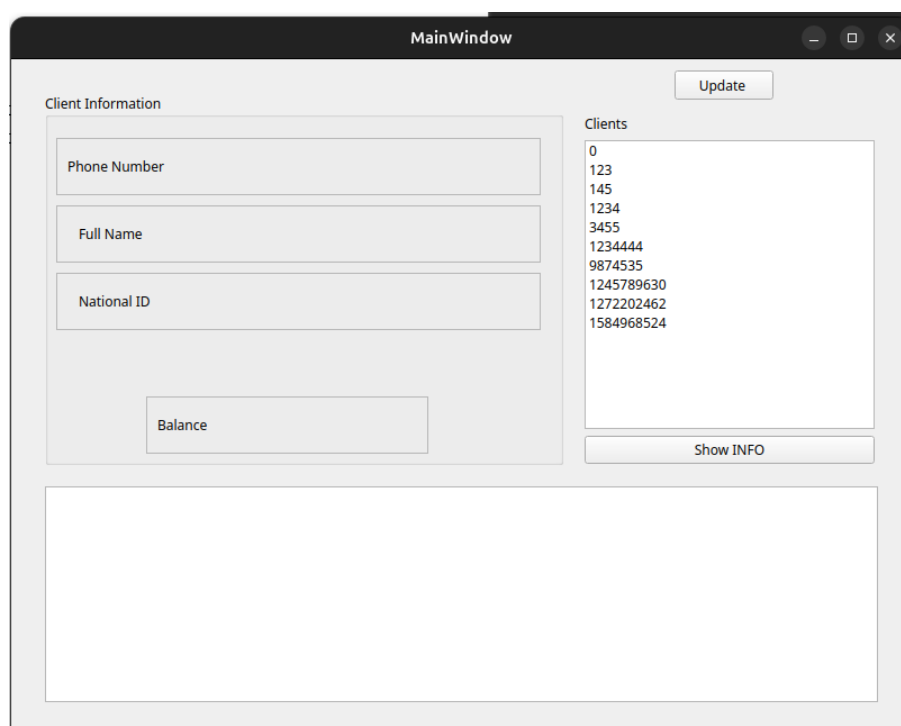 MainWindow
Update
Client Information
Clients
Phone Number
Full Name
National ID
Balance
0
123
145
1234
3455
1234444
9874535
1245789630
1272202462
1584968524
Show INFO